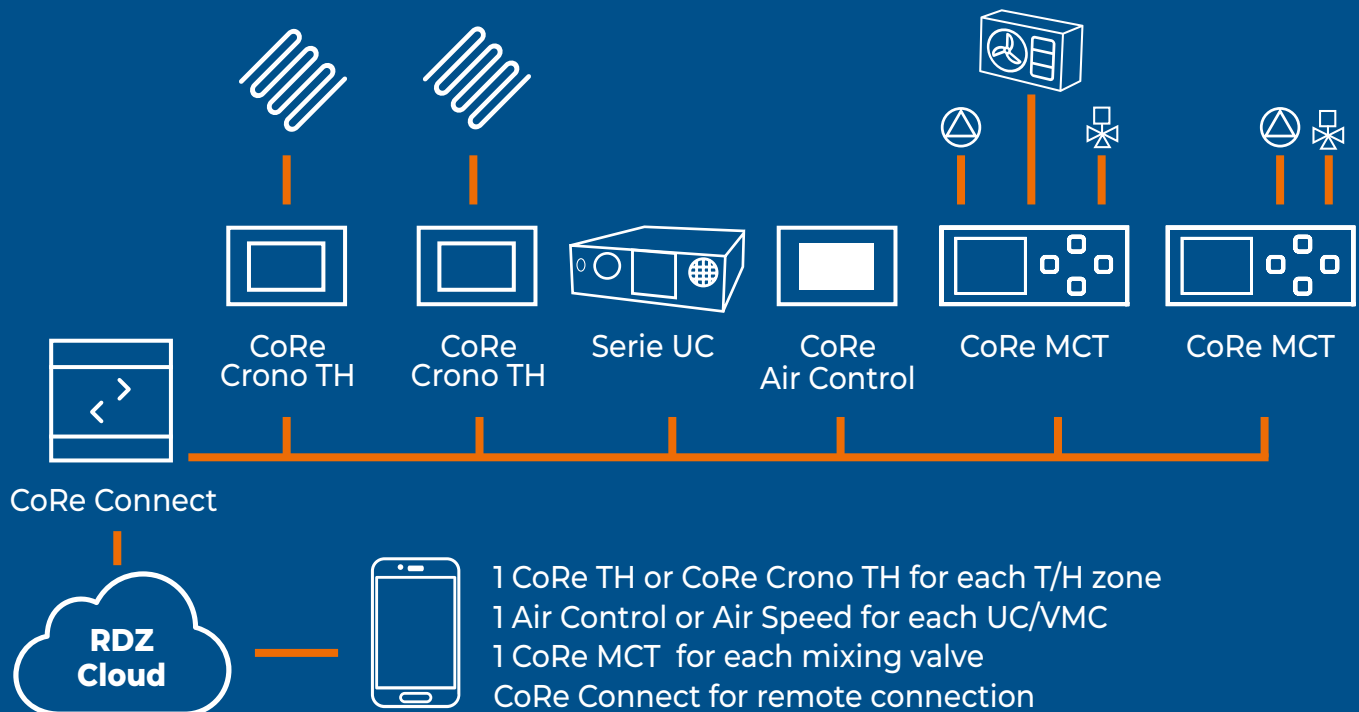 CoRe
Crono TH
CoRe
Crono TH
Serie UC
CoRe
Air Control
CoRe MCT
CoRe MCT
CoRe Connect
RDZ
Cloud
1 CoRe TH or CoRe Crono TH for each T/H zone
1 Air Control or Air Speed for each UC/VMC
1 CoRe MCT for each mixing valve
CoRe Connect for remote connection